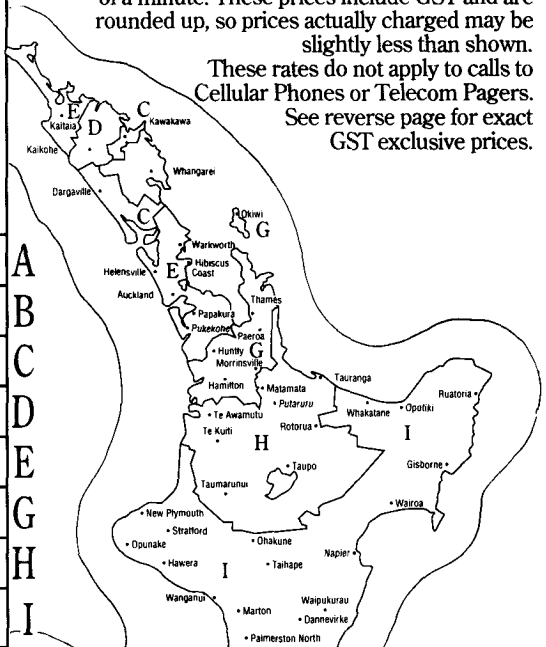 of a minute. These prices include GST and are
rounded up, so prices actually charged may be
slightly less than shown.
These rates do not apply to calls to
Cellular Phones or Telecom Pagers.
See reverse page for exact
GST exclusive prices.
E
C
Kaitaia
D
Kawakawa
Kaikohe
Whangarei
Dargaville
C
Okiwi
G
Warkworth
A
E
Hibiscus
Coast
Helensville
Auckland
Thames
B
Papakura
Pukekohe
Paeroa
Huntly
G
C
Morrinsville
Tauranga
Hamilton
Matamata
Ruatoria
Putaruru
Whakatane
Opotiki
D
Te Awamutu
Rotorua
Te Kuiti
H
I
E
Taupo
Gisborne
Taumarunui
Wairoa
G
New Plymouth
Stratford
Opunake
Ohakune
Napier
H
Hawera
I
Taihape
Wanganui
Waipukurau
I
Marton
Dannevirke
Palmerston North